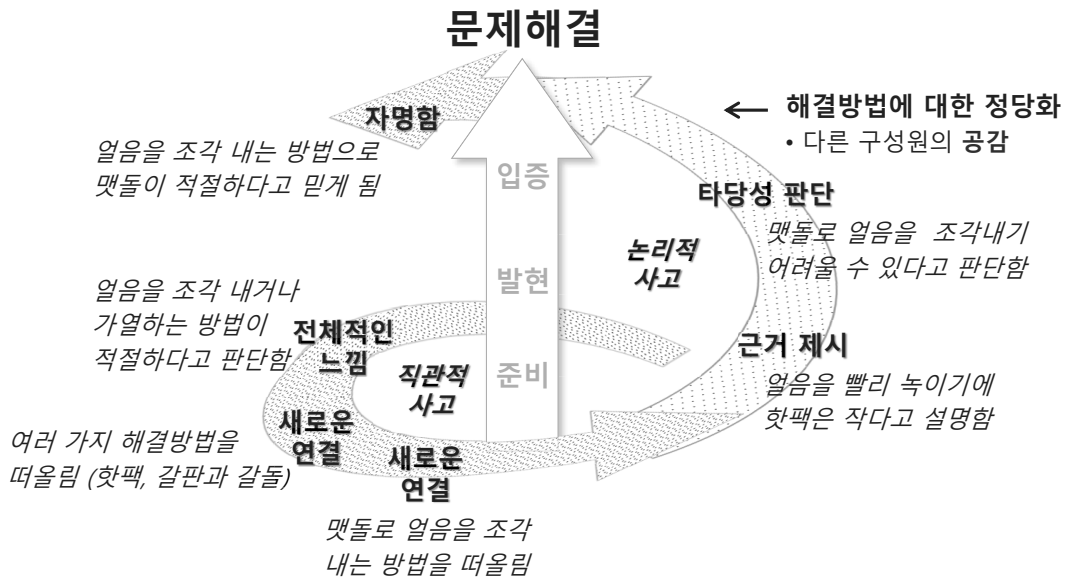 문제해결
자명함
얼음을 조각 내는 방법으로
맷돌이 적절하다고 믿게 됨
← 해결방법에 대한 정당화
• 다른 구성원의 공감
입증
타당성 판단
맷돌로 얼음을 조각내기
어려울 수 있다고 판단함
논리적
사고
발현
얼음을 조각 내거나
가열하는 방법이
적절하다고 판단함
전체적인
느낌
근거 제시
얼음을 빨리 녹이기에
핫팩은 작다고 설명함
직관적
사고
준비
새로운
연결
여러 가지 해결방법을
떠올림 (핫팩, 갈판과 갈돌)
새로운
연결
맷돌로 얼음을 조각
내는 방법을 떠올림